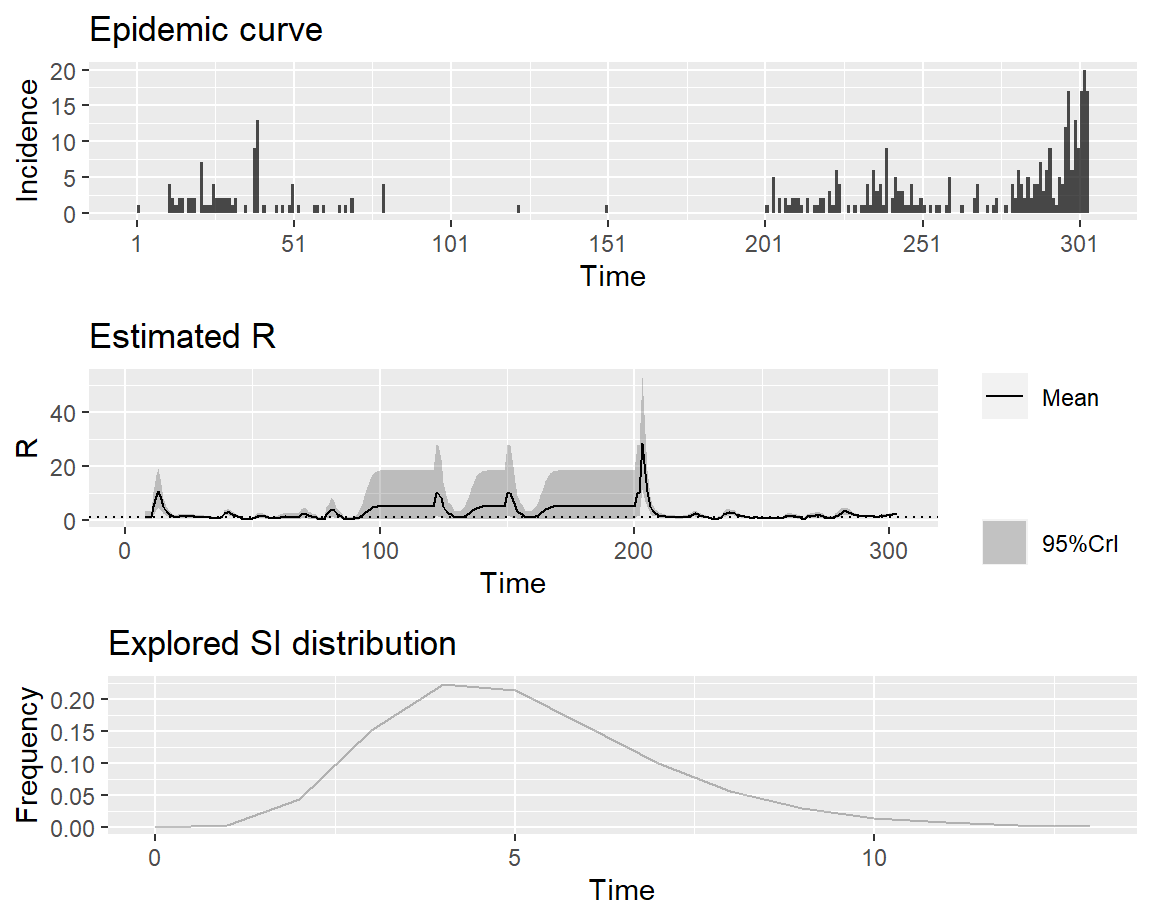 Epidemic curve
Incidence
20
15
10
5
0
1 51 101 151 201 251 301
Time
Estimated R
R
40
20
0
0 100 200 300
Time
Mean
95%CrI
Explored SI distribution
Frequency
0.20
0.15
0.10
0.05
0.00
0 5 10
Time